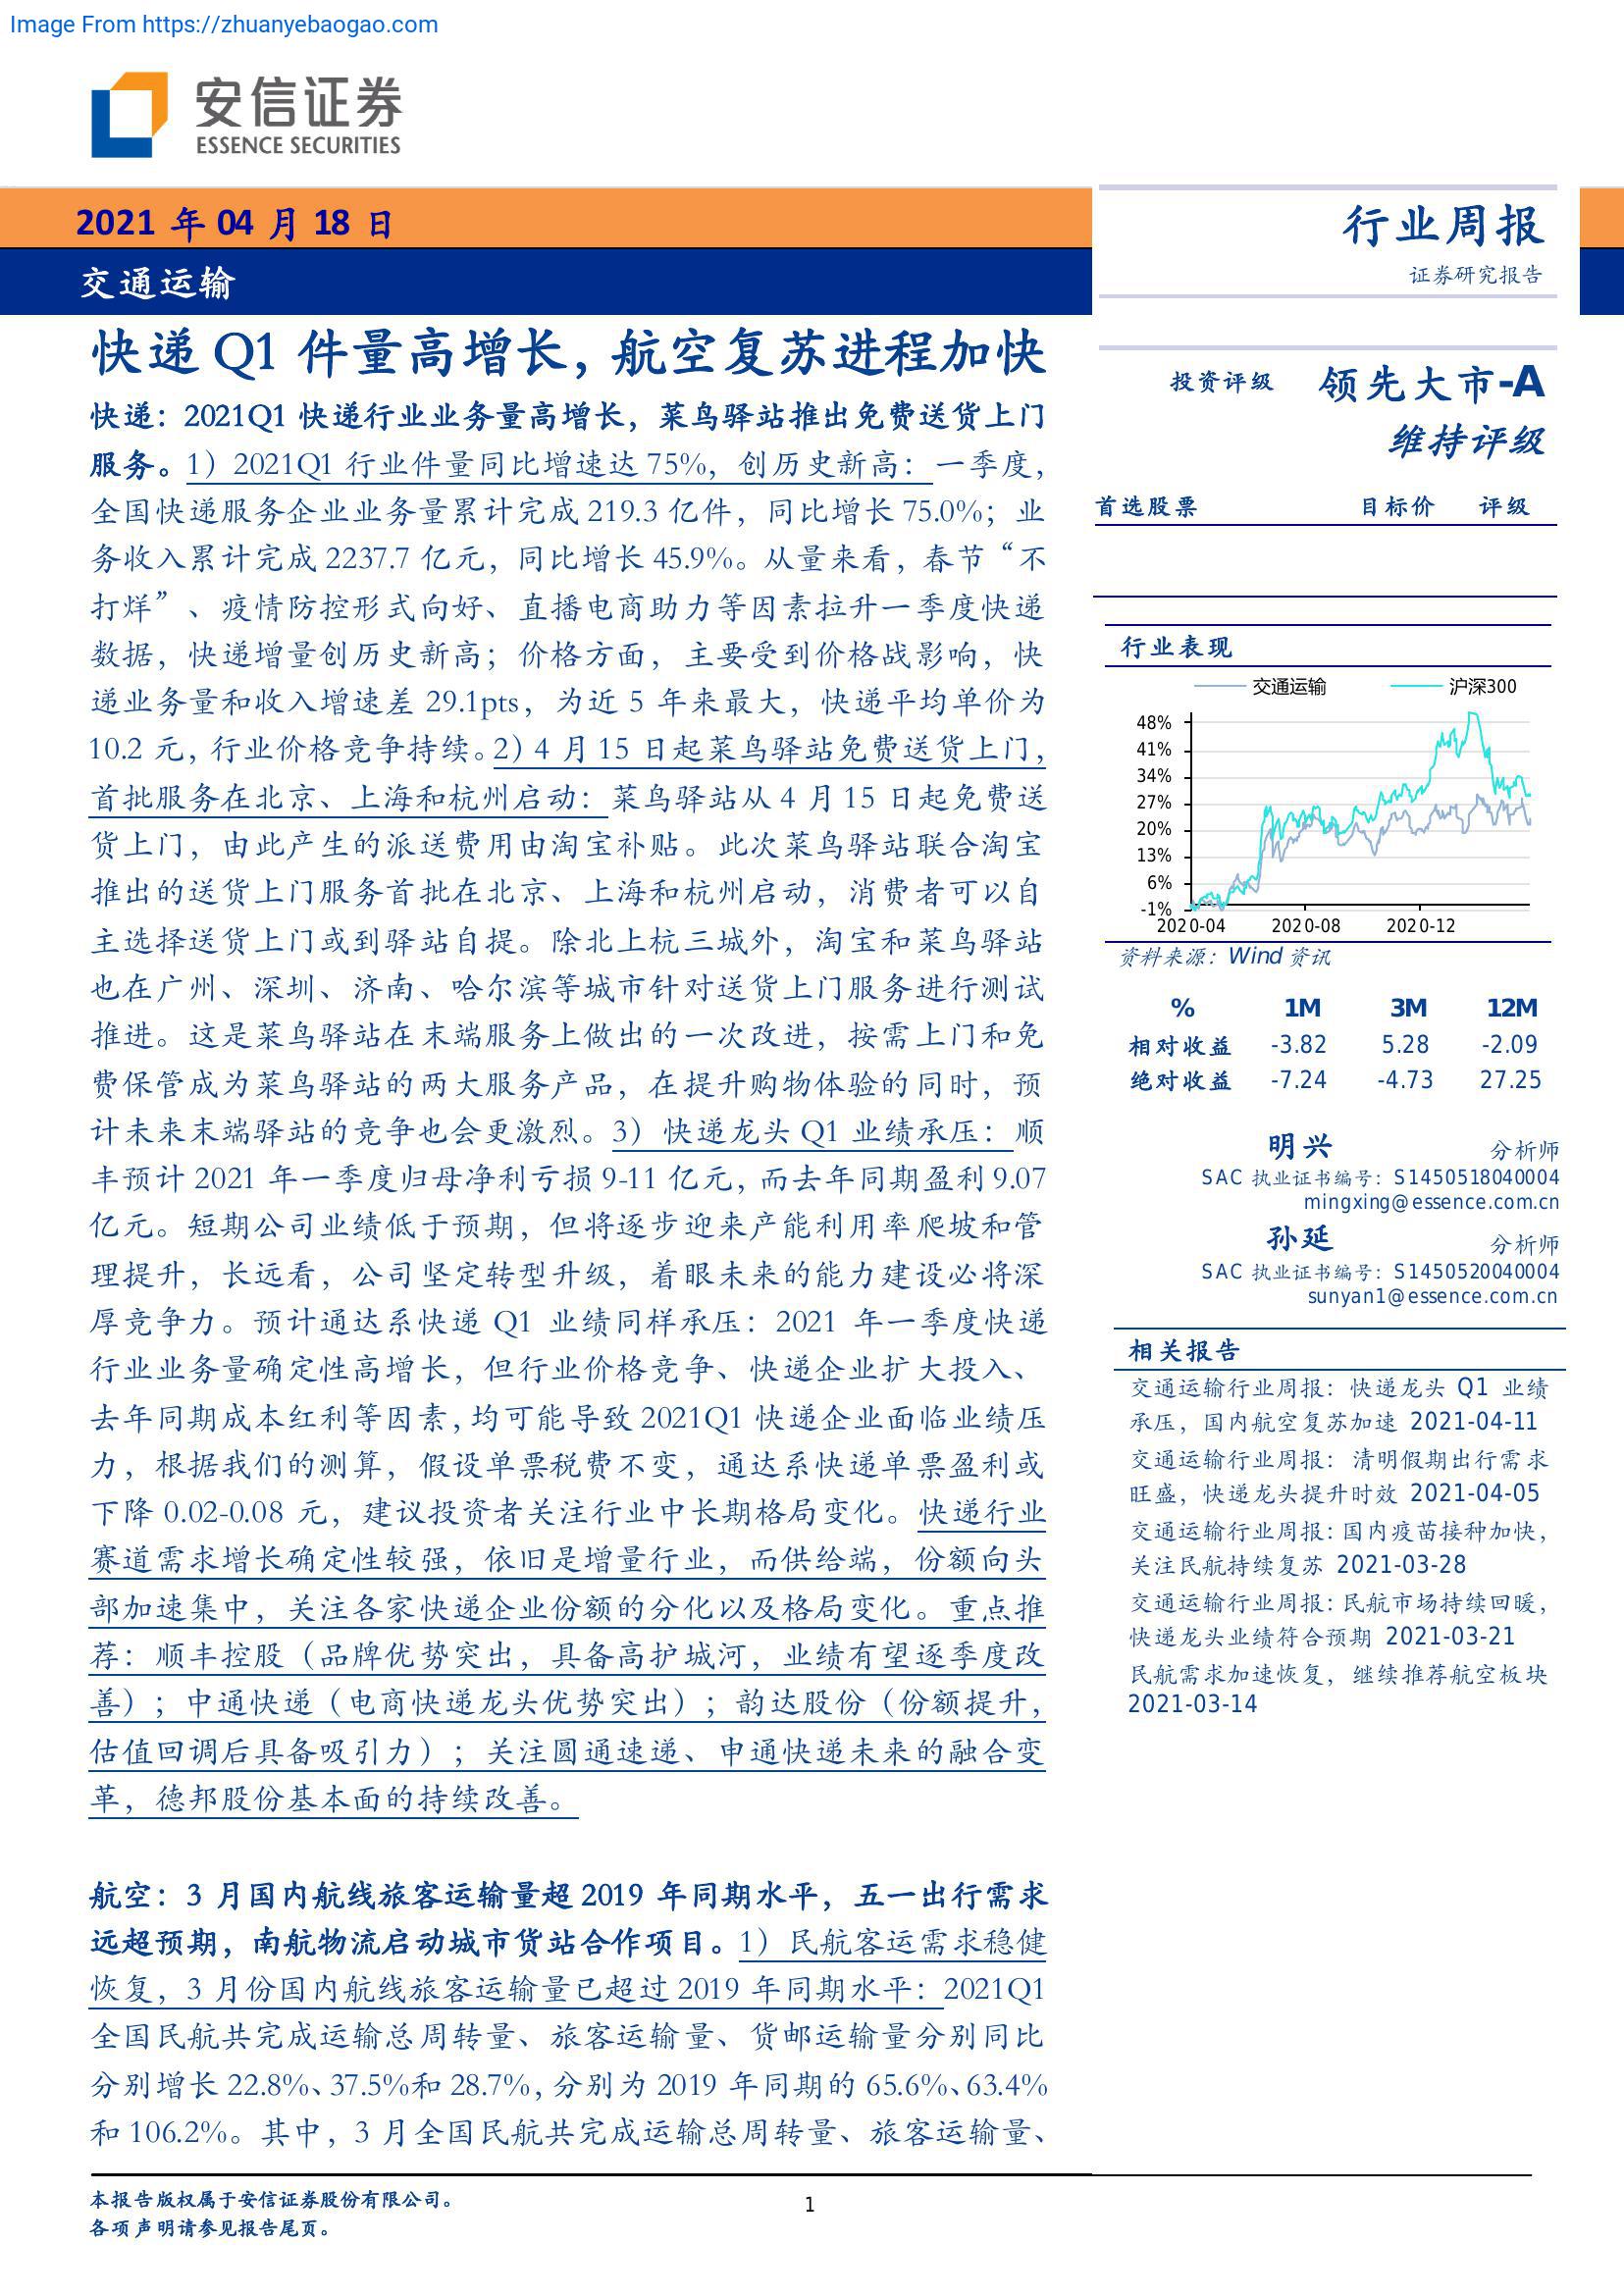 Image From https://zhuanyebaogao.com
安信证券
ESSENCE SECURITIES
2021 年 04 月 18 日
交通运输
行业周报
证券研究报告
快递 Q1 件量高增长，航空复苏进程加快
快递：2021Q1 快递行业业务量高增长，菜鸟驿站推出免费送货上门
服务。1）2021Q1 行业件量同比增速达 75%，创历史新高：一季度，
全国快递服务企业业务量累计完成 219.3 亿件，同比增长 75.0%；业
务收入累计完成 2237.7 亿元，同比增长 45.9%。从量来看，春节“不
打烊”、疫情防控形式向好、直播电商助力等因素拉升一季度快递
数据，快递增量创历史新高；价格方面，主要受到价格战影响，快
递业务量和收入增速差 29.1pts，为近 5 年来最大，快递平均单价为
10.2 元，行业价格竞争持续。2）4 月 15 日起菜鸟驿站免费送货上门，
首批服务在北京、上海和杭州启动：菜鸟驿站从 4 月 15 日起免费送
货上门，由此产生的派送费用由淘宝补贴。此次菜鸟驿站联合淘宝
推出的送货上门服务首批在北京、上海和杭州启动，消费者可以自
主选择送货上门或到驿站自提。除北上杭三城外，淘宝和菜鸟驿站
也在广州、深圳、济南、哈尔滨等城市针对送货上门服务进行测试
推进。这是菜鸟驿站在末端服务上做出的一次改进，按需上门和免
费保管成为菜鸟驿站的两大服务产品，在提升购物体验的同时，预
计未来末端驿站的竞争也会更激烈。3）快递龙头 Q1 业绩承压：顺
丰预计 2021 年一季度归母净利亏损 9-11 亿元，而去年同期盈利 9.07
亿元。短期公司业绩低于预期，但将逐步迎来产能利用率爬坡和管
理提升，长远看，公司坚定转型升级，着眼未来的能力建设必将深
厚竞争力。预计通达系快递 Q1 业绩同样承压：2021 年一季度快递
行业业务量确定性高增长，但行业价格竞争、快递企业扩大投入、
去年同期成本红利等因素，均可能导致 2021Q1 快递企业面临业绩压
力，根据我们的测算，假设单票税费不变，通达系快递单票盈利或
下降 0.02-0.08 元，建议投资者关注行业中长期格局变化。快递行业
赛道需求增长确定性较强，依旧是增量行业，而供给端，份额向头
部加速集中，关注各家快递企业份额的分化以及格局变化。重点推
荐：顺丰控股（品牌优势突出，具备高护城河，业绩有望逐季度改
善）；中通快递（电商快递龙头优势突出）；韵达股份（份额提升，
估值回调后具备吸引力）；关注圆通速递、申通快递未来的融合变
革，德邦股份基本面的持续改善。
航空：3 月国内航线旅客运输量超 2019 年同期水平，五一出行需求
远超预期，南航物流启动城市货站合作项目。1）民航客运需求稳健
恢复，3 月份国内航线旅客运输量已超过 2019 年同期水平：2021Q1
全国民航共完成运输总周转量、旅客运输量、货邮运输量分别同比
分别增长 22.8%、37.5%和 28.7%，分别为 2019 年同期的 65.6%、63.4%
和 106.2%。其中，3 月全国民航共完成运输总周转量、旅客运输量、
投资评级 领先大市-A
维持评级
首选股票 目标价 评级
行业表现
交通运输 沪深300
48%
41%
34%
27%
20%
13%
6%
-1%
2020-04 2020-08 2020-12
资料来源：Wind 资讯
% 1M 3M 12M
相对收益 -3.82 5.28 -2.09
绝对收益 -7.24 -4.73 27.25
明兴 分析师
SAC 执业证书编号：S1450518040004
mingxing@essence.com.cn
孙延 分析师
SAC 执业证书编号：S1450520040004
sunyan1@essence.com.cn
相关报告
交通运输行业周报：快递龙头 Q1 业绩
承压，国内航空复苏加速 2021-04-11
交通运输行业周报：清明假期出行需求
旺盛，快递龙头提升时效 2021-04-05
交通运输行业周报：国内疫苗接种加快，
关注民航持续复苏 2021-03-28
交通运输行业周报：民航市场持续回暖，
快递龙头业绩符合预期 2021-03-21
民航需求加速恢复，继续推荐航空板块
2021-03-14
本报告版权属于安信证券股份有限公司。
各项声明请参见报告尾页。
1